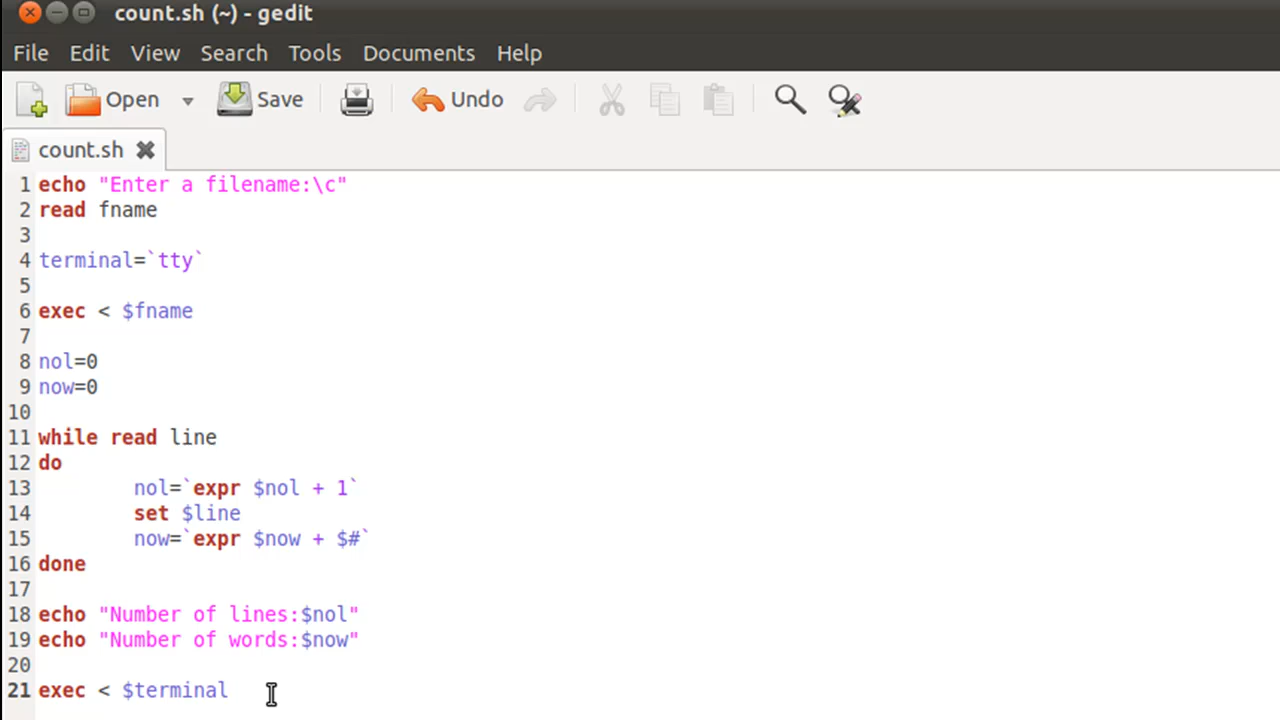 count.sh (~) - gedit
File Edit View Search Tools Documents Help
Open Save Undo
count.sh
1 echo "Enter a filename:\c"
2 read fname
3
4 terminal=`tty`
5
6 exec < $fname
7
8 nol=0
9 now=0
10
11 while read line
12 do
13 nol=`expr $nol + 1`
14 set $line
15 now=`expr $now + $#`
16 done
17
18 echo "Number of lines:$nol"
19 echo "Number of words:$now"
20
21 exec < $terminal